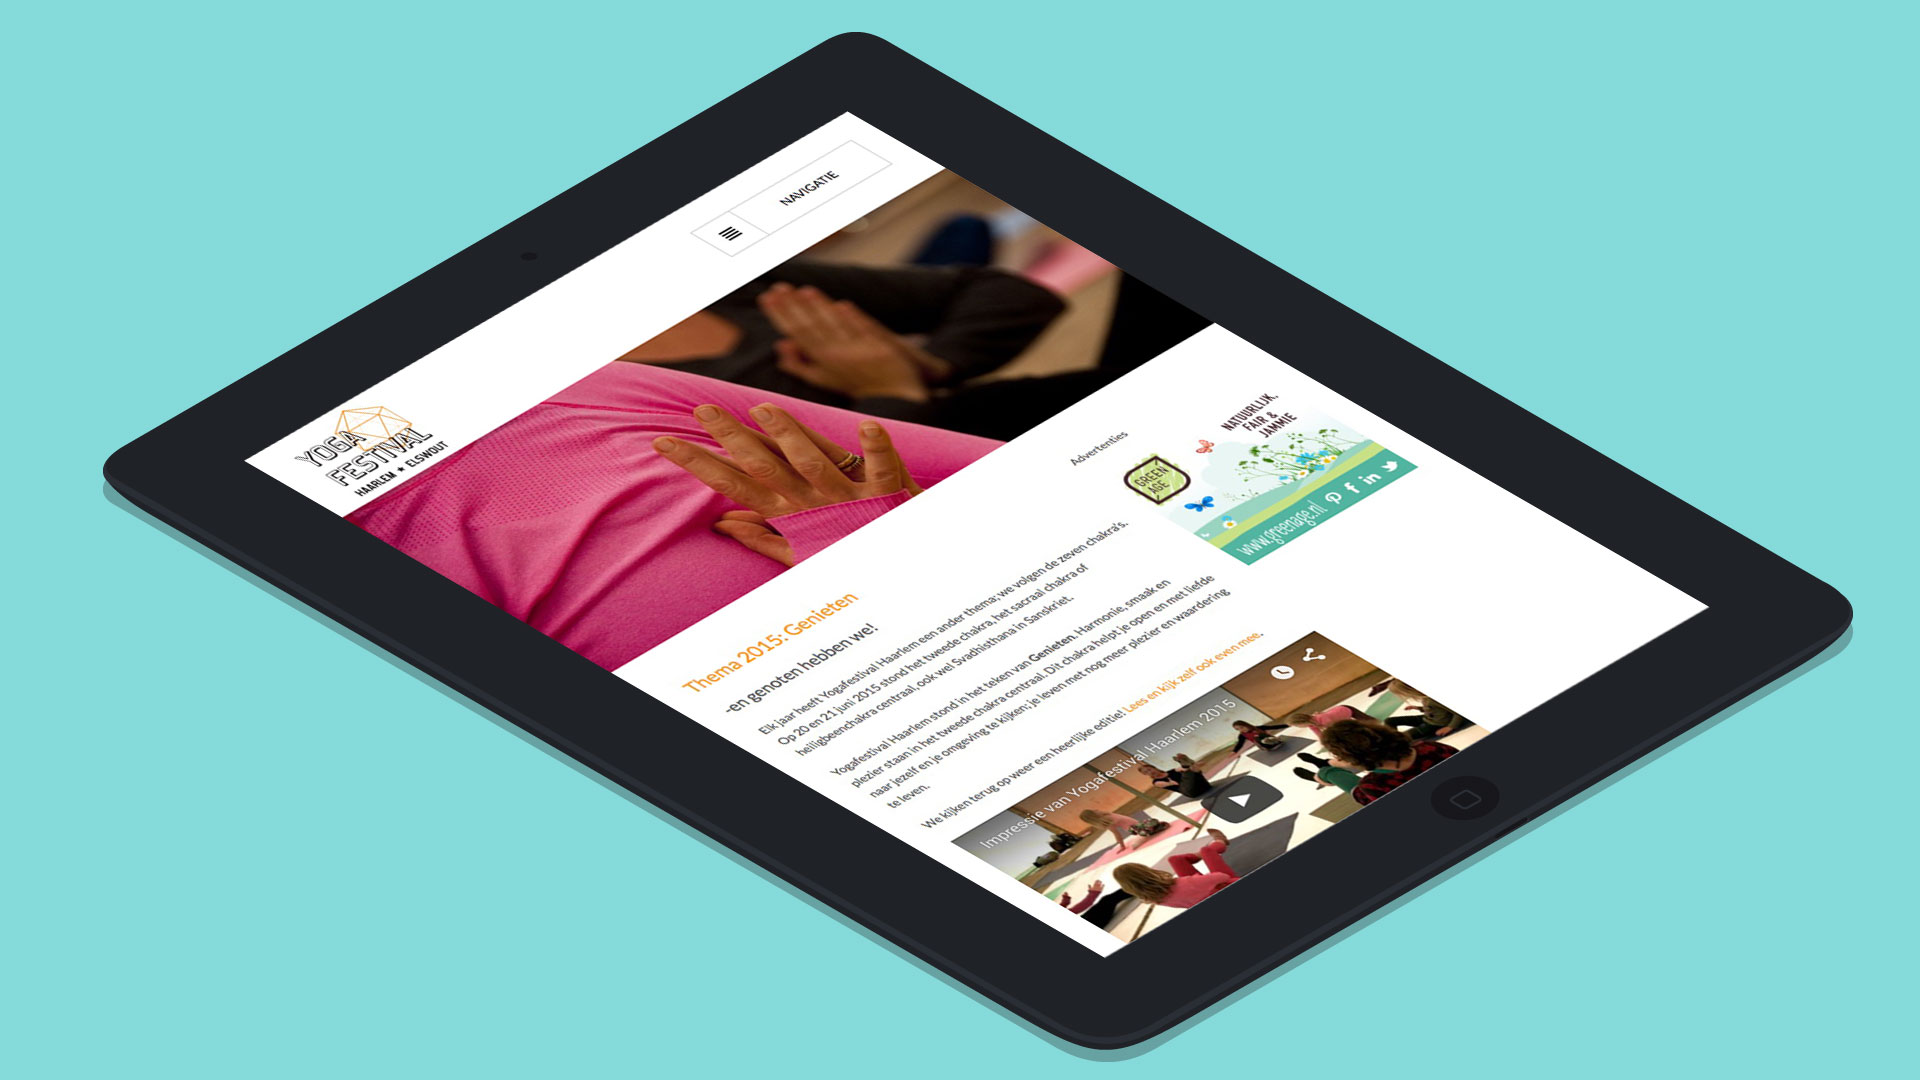 NAVIGATIE
YOGA
FESTIVAL
HAARLEM ★ ELSWOUT
Thema 2015: Genieten
-en genoten hebben we!
Elk jaar heeft Yogafestival Haarlem een ander thema; we volgen de zeven chakra's.
Op 20 en 21 juni 2015 stond het tweede chakra, het sacraal chakra of
heiligbeenchakra centraal, ook wel Svadhisthana in Sanskriet.
Yogafestival Haarlem stond in het teken van Genieten. Harmonie, smaak en
plezier staan in het tweede chakra centraal. Dit chakra helpt je open en met liefde
naar jezelf en je omgeving te kijken; je leven met nog meer plezier en waardering
te leven.
We kijken terug op weer een heerlijke editie! Lees en kijk zelf ook even mee.
Impressie van Yogafestival Haarlem 2015
Advertenties
GREEN
AGE
NATUURLIJK,
FAIR &
JAMMIE
www.greenage.nl